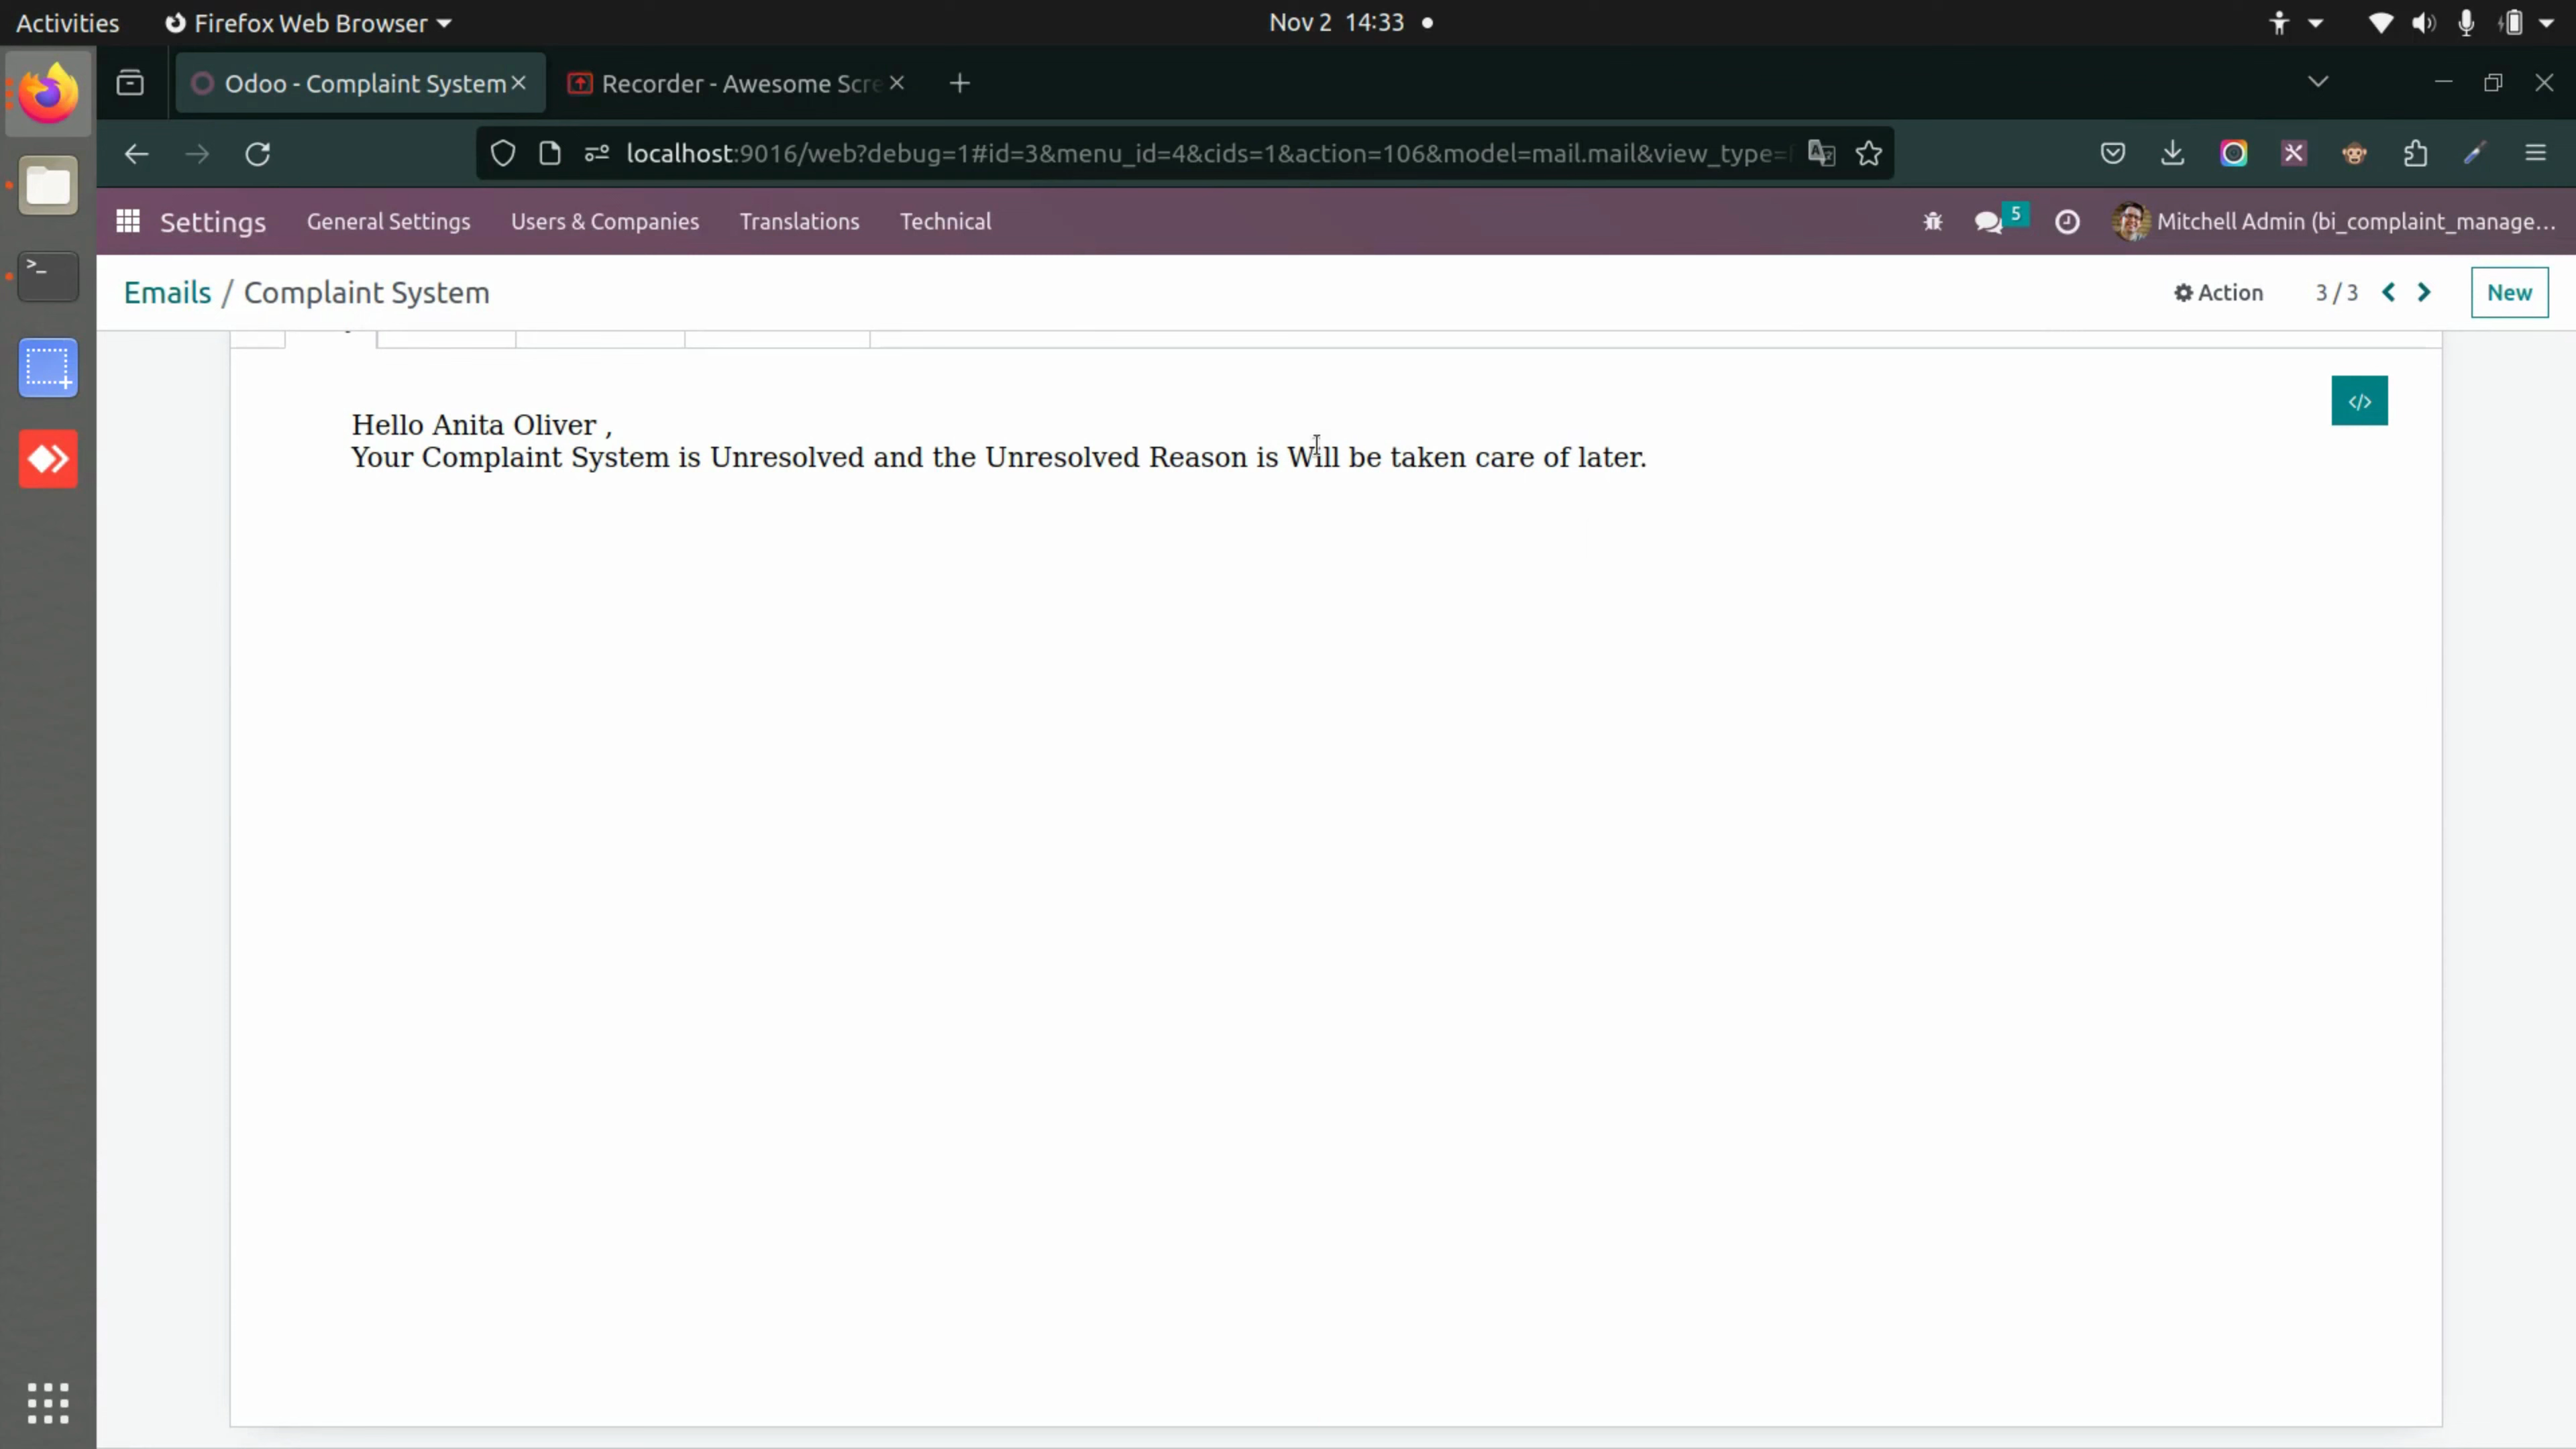 Activities Firefox Web Browser Nov 2 14:33
Odoo - Complaint System Recorder - Awesome Scre
localhost:9016/web?debug=1#id=3&menu_id=4&cids=1&action=106&model=mail.mail&view_type=f
Settings General Settings Users & Companies Translations Technical 5 Mitchell Admin (bi_complaint_manage...
Emails / Complaint System Action 3 / 3 New
</>
Hello Anita Oliver ,
Your Complaint System is Unresolved and the Unresolved Reason is Will be taken care of later.